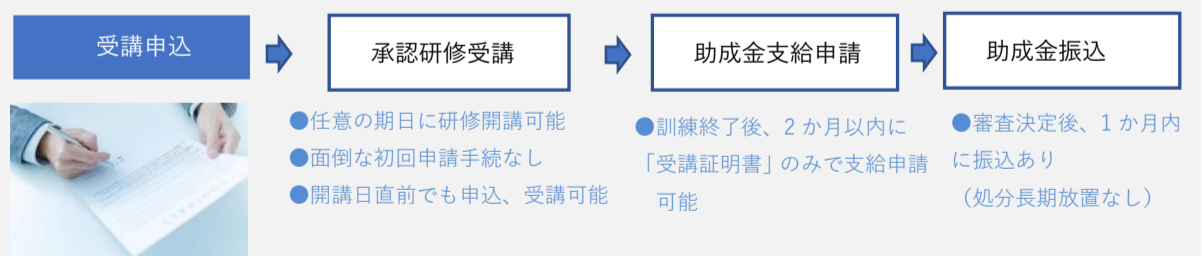 受講申込
承認研修受講
助成金支給申請
助成金振込
●任意の期日に研修開講可能
●面倒な初回申請手続なし
●開講日直前でも申込、受講可能
●訓練終了後、2か月以内に
「受講証明書」のみで支給申請
可能
●審査決定後、1か月内
に振込あり
（処分長期放置なし）